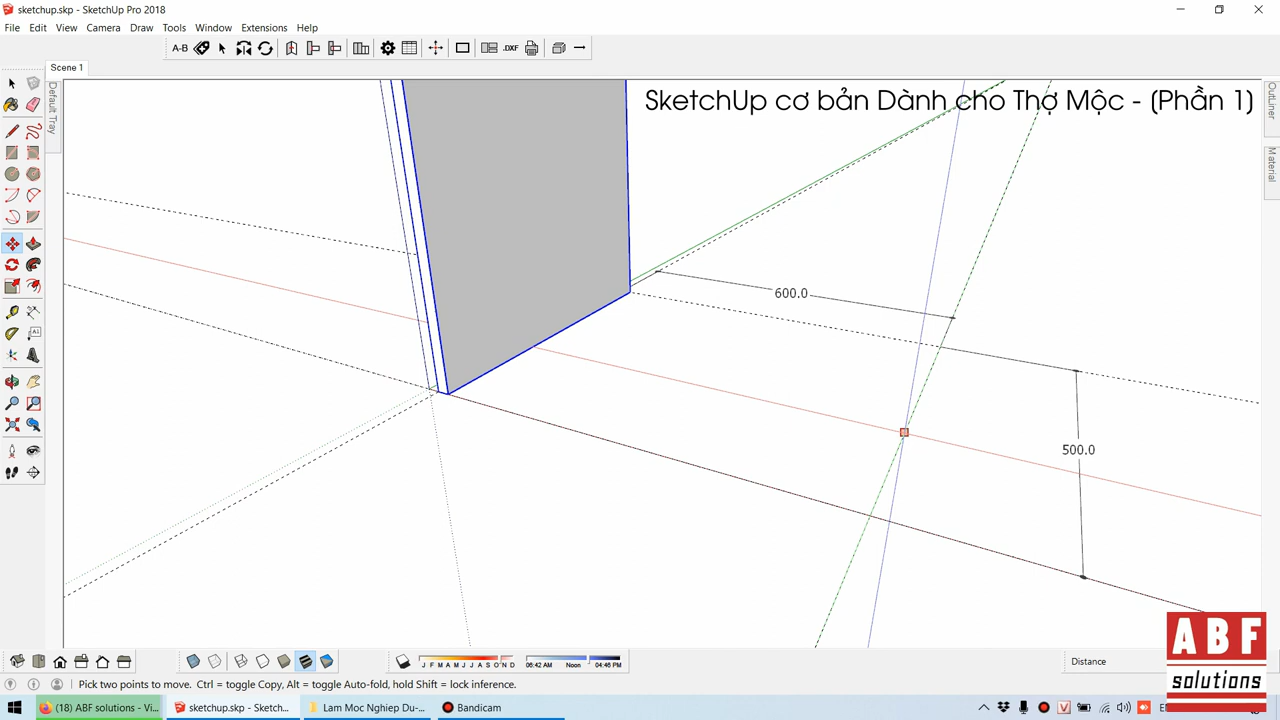 sketchup.skp - SketchUp Pro 2018
File Edit View Camera Draw Tools Window Extensions Help
A-B
.DXF
Scene 1
Default Tray
SketchUp cơ bản Dành cho Thợ Mộc - (Phần 1)
OutLiner
Material
600.0
500.0
ABF
solutions
J F M A M J J A S O N D
06:42 AM Noon 04:46 PM
Distance
Pick two points to move. Ctrl = toggle Copy, Alt = toggle Auto-fold, hold Shift = lock inference.
(18) ABF solutions - Vi...
sketchup.skp - Sketch...
Lam Moc Nghiep Du-...
Bandicam